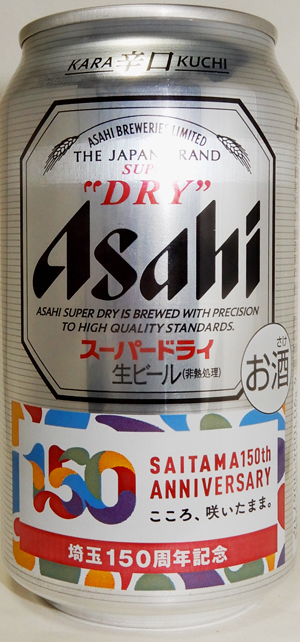 KARA 辛口 KUCHI
ASAHI BREWERIES LIMITED
THE JAPAN BRAND
SUPER
"DRY"
Asahi
ASAHI SUPER DRY IS BREWED WITH PRECISION
TO HIGH QUALITY STANDARDS.
スーパードライ
生ビール(非熱処理)
さけ
お酒
150
SAITAMA150th
ANNIVERSARY
こころ、咲いたまま。
埼玉150周年記念